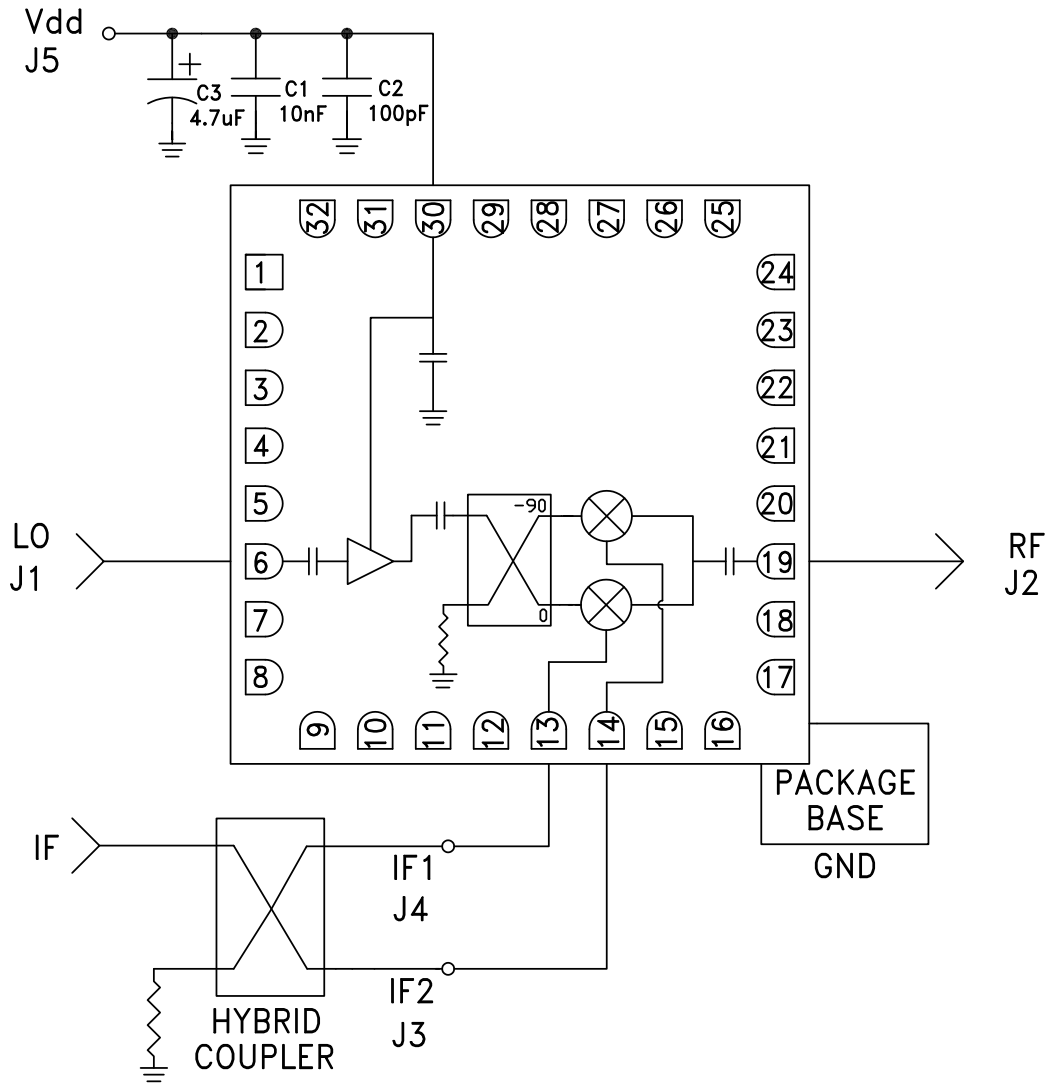 Vdd
J5
+
C3
4.7uF
C1
10nF
C2
100pF
32 31 30 29 28 27 26 25
1
2
3
4
5
6
7
8
24
23
22
21
20
19
18
17
-90
0
LO
J1
RF
J2
9 10 11 12 13 14 15 16
PACKAGE
BASE
GND
IF
IF1
J4
IF2
J3
HYBRID
COUPLER